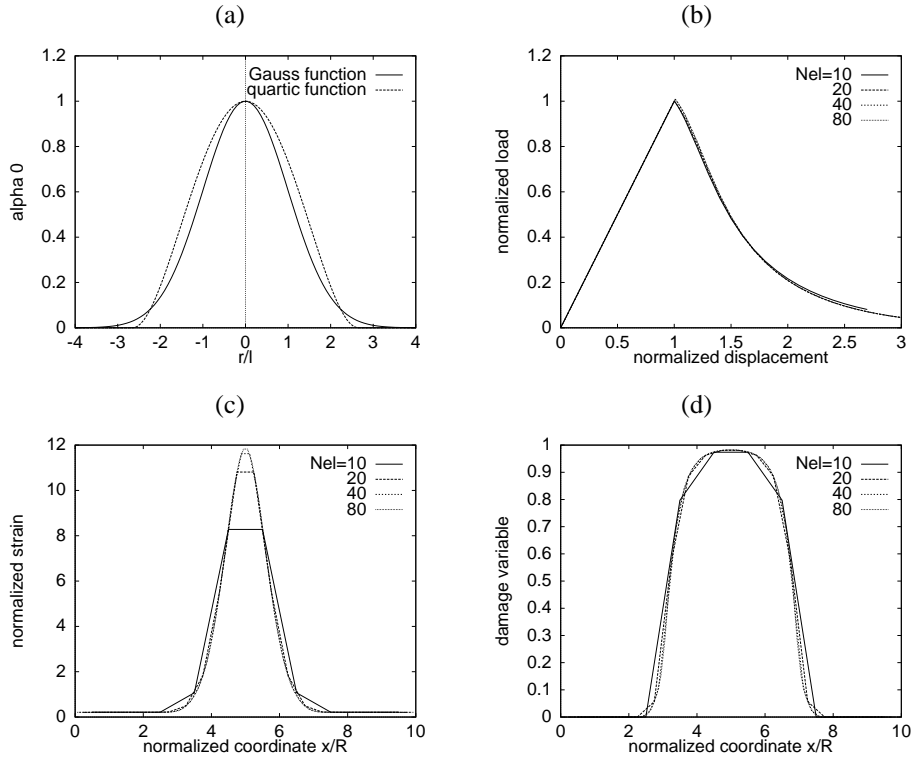 (a)
1.2
1
0.8
0.6
0.4
0.2
0
alpha 0
Gauss function
quartic function
-4 -3 -2 -1 0 1 2 3 4
r/l
(b)
1.2
1
0.8
0.6
0.4
0.2
0
normalized load
Nel=10
20
40
80
0 0.5 1 1.5 2 2.5 3
normalized displacement
(c)
12
10
8
6
4
2
0
normalized strain
Nel=10
20
40
80
0 2 4 6 8 10
normalized coordinate x/R
(d)
1
0.9
0.8
0.7
0.6
0.5
0.4
0.3
0.2
0.1
0
damage variable
Nel=10
20
40
80
0 2 4 6 8 10
normalized coordinate x/R